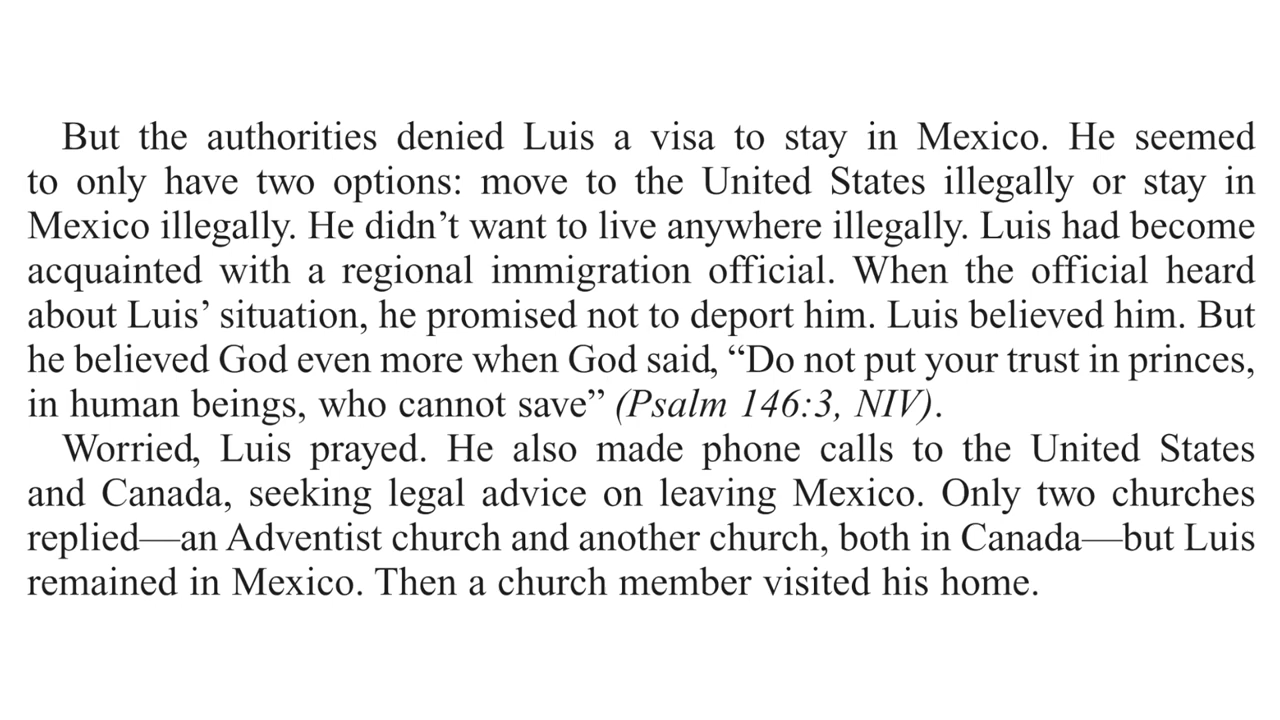 But the authorities denied Luis a visa to stay in Mexico. He seemed
to only have two options: move to the United States illegally or stay in
Mexico illegally. He didn’t want to live anywhere illegally. Luis had become
acquainted with a regional immigration official. When the official heard
about Luis’ situation, he promised not to deport him. Luis believed him. But
he believed God even more when God said, “Do not put your trust in princes,
in human beings, who cannot save” (Psalm 146:3, NIV).
Worried, Luis prayed. He also made phone calls to the United States
and Canada, seeking legal advice on leaving Mexico. Only two churches
replied—an Adventist church and another church, both in Canada—but Luis
remained in Mexico. Then a church member visited his home.